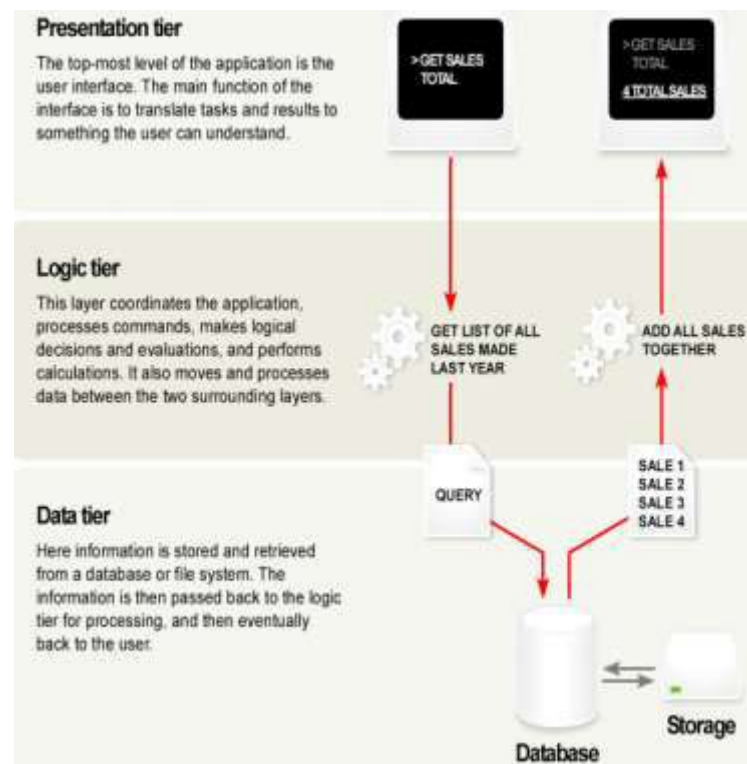 Presentation tier
The top-most level of the application is the
user interface. The main function of the
interface is to translate tasks and results to
something the user can understand.
>GET SALES
TOTAL
>GET SALES
TOTAL
4 TOTAL SALES
Logic tier
This layer coordinates the application,
processes commands, makes logical
decisions and evaluations, and performs
calculations. It also moves and processes
data between the two surrounding layers.
GET LIST OF ALL
SALES MADE
LAST YEAR
ADD ALL SALES
TOGETHER
Data tier
Here information is stored and retrieved
from a database or file system. The
information is then passed back to the logic
tier for processing, and then eventually
back to the user.
QUERY
SALE 1
SALE 2
SALE 3
SALE 4
Database
Storage